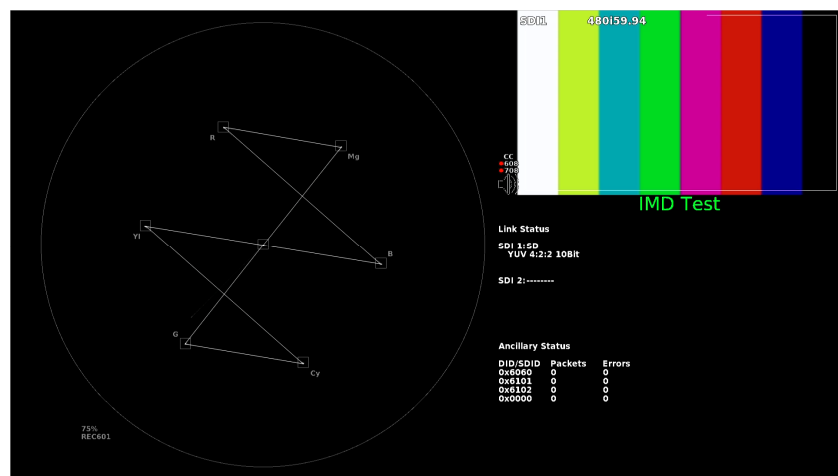 SDI1 480i59.94
R
Mg
CC
608
708
IMD Test
Yl
Link Status
B
SDI 1:SD
YUV 4:2:2 10Bit
SDI 2:--------
G
Cy
Ancillary Status
DID/SDID Packets Errors
0x6060 0 0
0x6101 0 0
0x6102 0 0
0x0000 0 0
75%
REC601